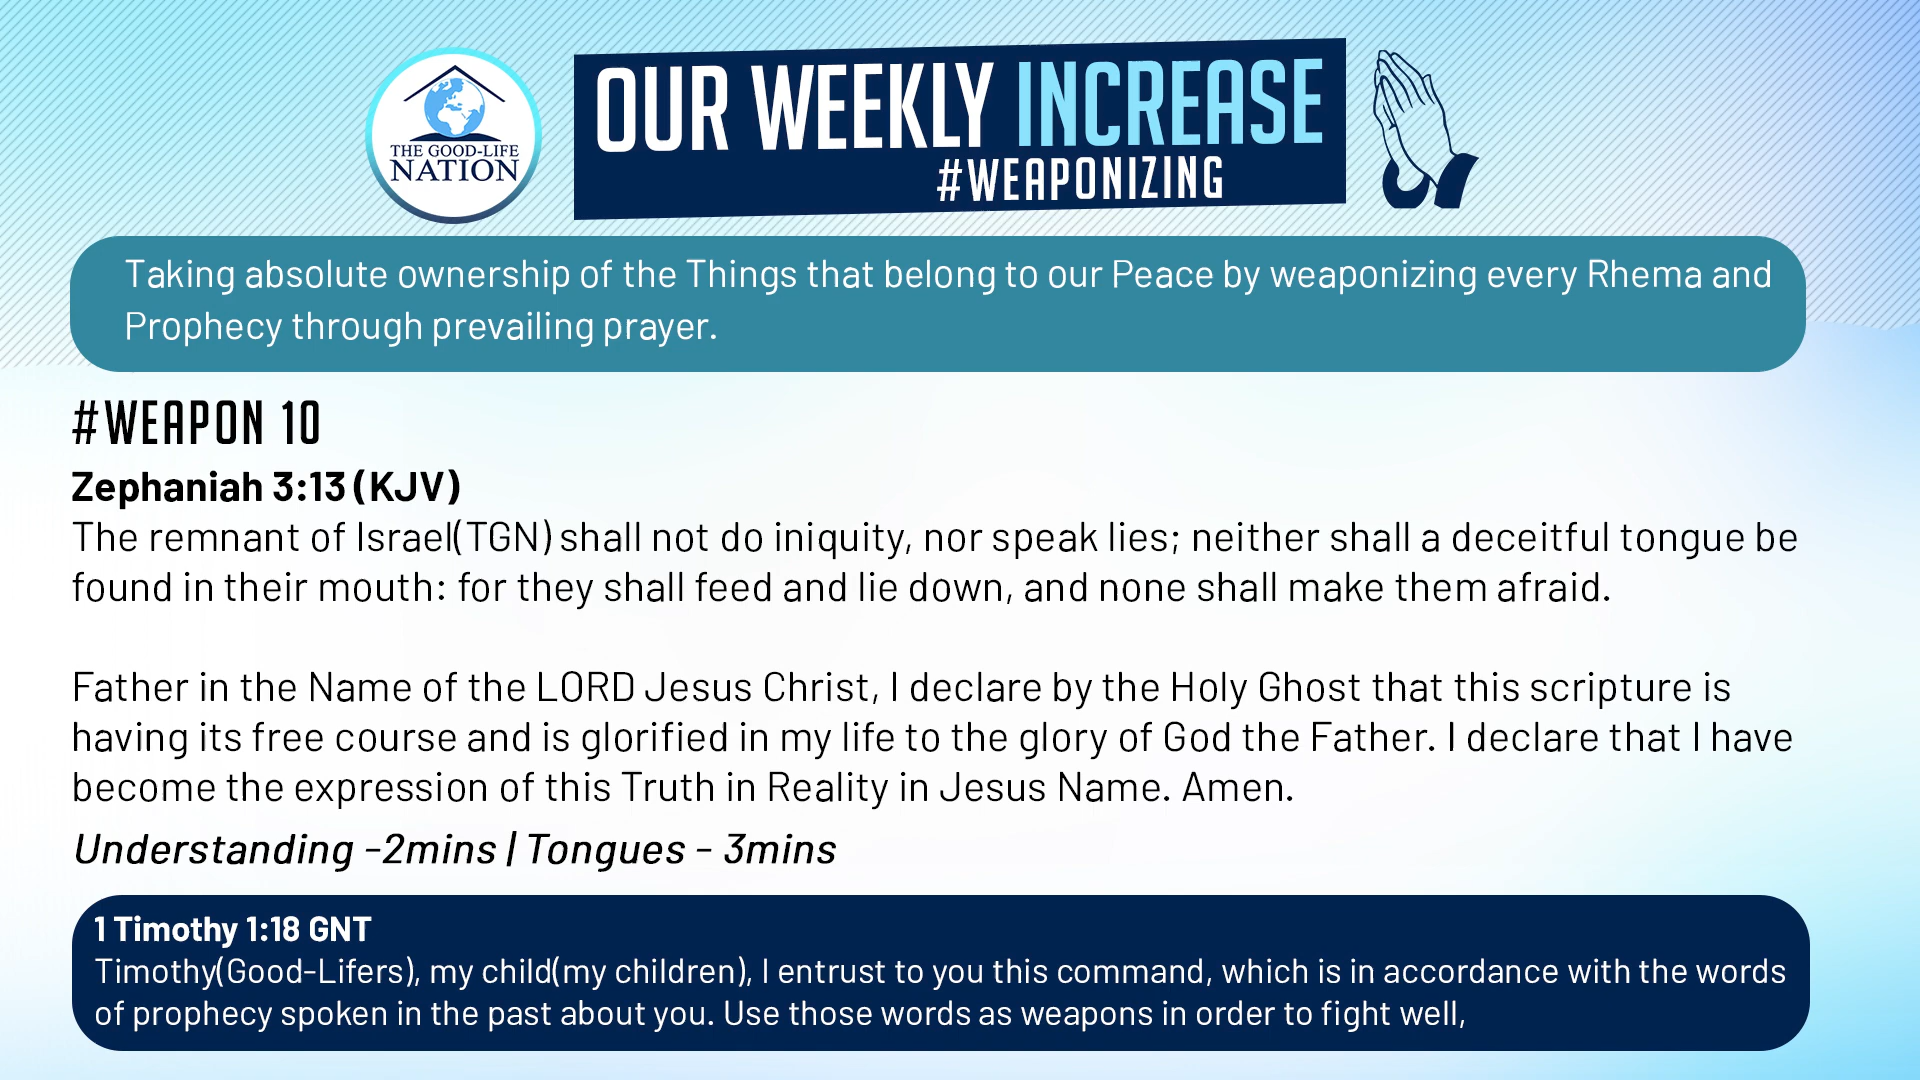 THE GOOD-LIFE
NATION
OUR WEEKLY INCREASE
#WEAPONIZING
Taking absolute ownership of the Things that belong to our Peace by weaponizing every Rhema and
Prophecy through prevailing prayer.
#WEAPON 10
Zephaniah 3:13 (KJV)
The remnant of Israel(TGN) shall not do iniquity, nor speak lies; neither shall a deceitful tongue be
found in their mouth: for they shall feed and lie down, and none shall make them afraid.
Father in the Name of the LORD Jesus Christ, I declare by the Holy Ghost that this scripture is
having its free course and is glorified in my life to the glory of God the Father. I declare that I have
become the expression of this Truth in Reality in Jesus Name. Amen.
Understanding -2mins | Tongues - 3mins
1 Timothy 1:18 GNT
Timothy(Good-Lifers), my child(my children), I entrust to you this command, which is in accordance with the words
of prophecy spoken in the past about you. Use those words as weapons in order to fight well,